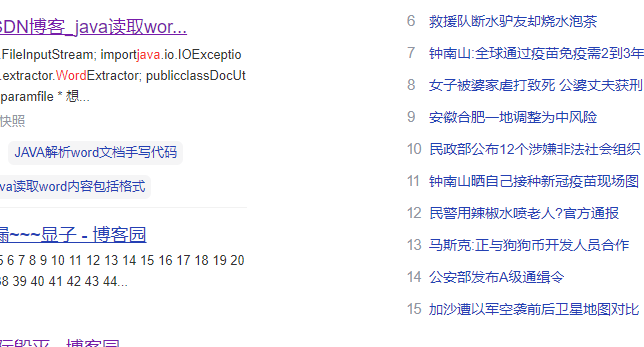 SDN博客_java读取wor...
.FileInputStream; importjava.io.IOExceptio
.extractor.WordExtractor; publicclassDocUt
paramfile * 想...
快照
JAVA解析word文档手写代码
va读取word内容包括格式
漏~~~显子 - 博客园
6 7 8 9 10 11 12 13 14 15 16 17 18 19 20
38 39 40 41 42 43 44...
际毁平 - 博客园
6 救援队断水驴友却烧水泡茶
7 钟南山:全球通过疫苗免疫需2到3年
8 女子被婆家虐打致死 公婆丈夫获刑
9 安徽合肥一地调整为中风险
10 民政部公布12个涉嫌非法社会组织
11 钟南山晒自己接种新冠疫苗现场图
12 民警用辣椒水喷老人?官方通报
13 马斯克:正与狗狗币开发人员合作
14 公安部发布A级通缉令
15 加沙遭以军空袭前后卫星地图对比